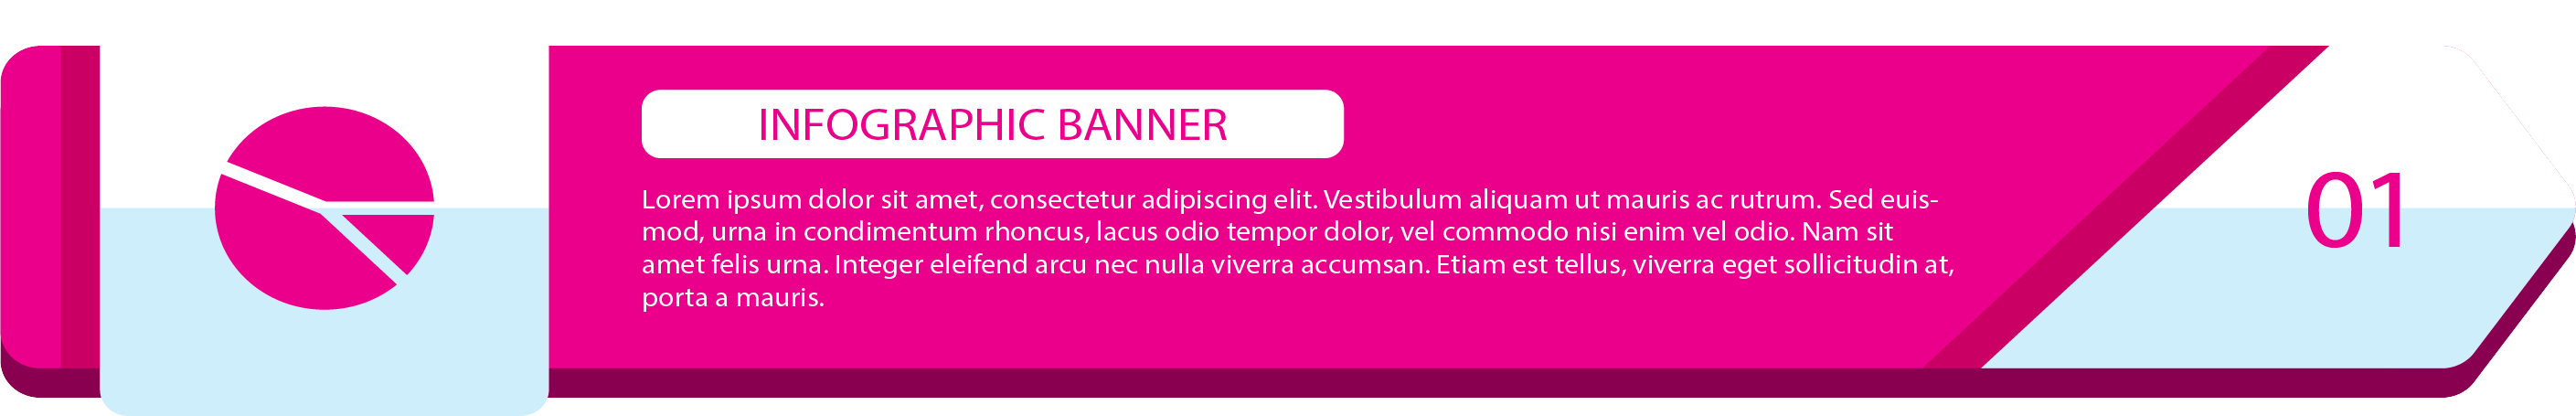 INFOGRAPHIC BANNER
Lorem ipsum dolor sit amet, consectetur adipiscing elit. Vestibulum aliquam ut mauris ac rutrum. Sed euis-
mod, urna in condimentum rhoncus, lacus odio tempor dolor, vel commodo nisi enim vel odio. Nam sit
amet felis urna. Integer eleifend arcu nec nulla viverra accumsan. Etiam est tellus, viverra eget sollicitudin at,
porta a mauris.
01